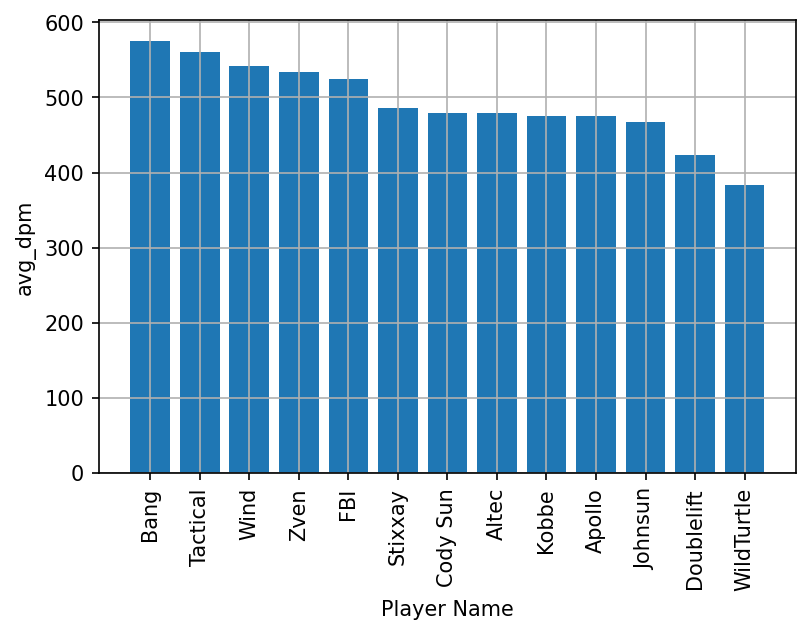 600
500
400
300
200
100
0
avg_dpm
Bang
Tactical
Wind
Zven
FBI
Stixxay
Cody Sun
Altec
Kobbe
Apollo
Johnsun
Doublelift
WildTurtle
Player Name